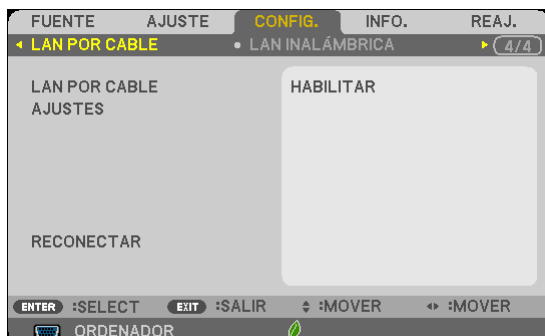 FUENTE AJUSTE CONFIG. INFO. REAJ.
LAN POR CABLE • LAN INALÁMBRICA 4/4
LAN POR CABLE HABILITAR
AJUSTES
RECONECTAR
ENTER :SELECT EXIT :SALIR :MOVER :MOVER
ORDENADOR